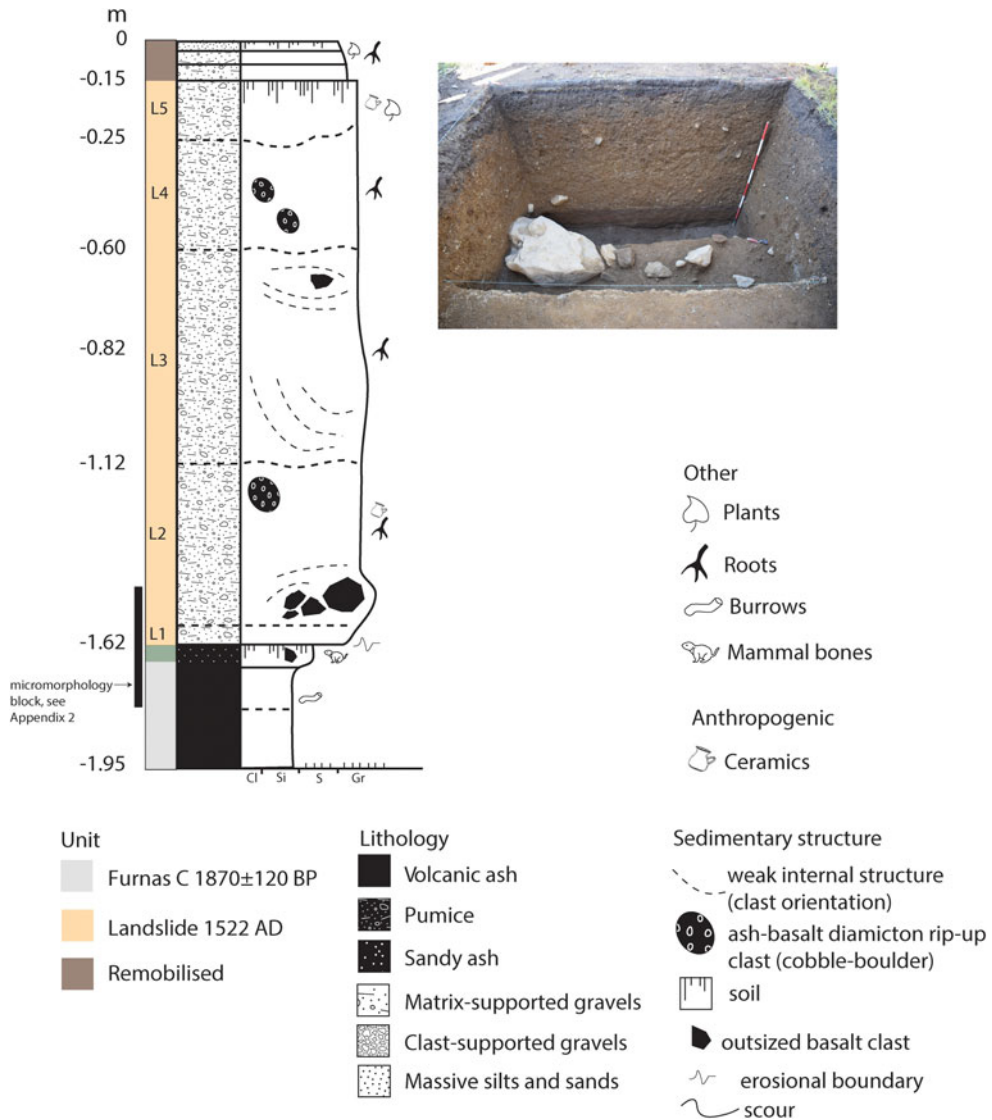 m
0
-0.15
L5
-0.25
L4
-0.60
-0.82
L3
-1.12
L2
L1
-1.62
micromorphology
block, see
Appendix 2
-1.95
Cl Si S Gr
Other
Plants
Roots
Burrows
Mammal bones
Anthropogenic
Ceramics
Unit
Furnas C 1870±120 BP
Landslide 1522 AD
Remobilised
Lithology
Volcanic ash
Pumice
Sandy ash
Matrix-supported gravels
Clast-supported gravels
Massive silts and sands
Sedimentary structure
weak internal structure
(clast orientation)
ash-basalt diamicton rip-up
clast (cobble-boulder)
soil
outsized basalt clast
erosional boundary
scour